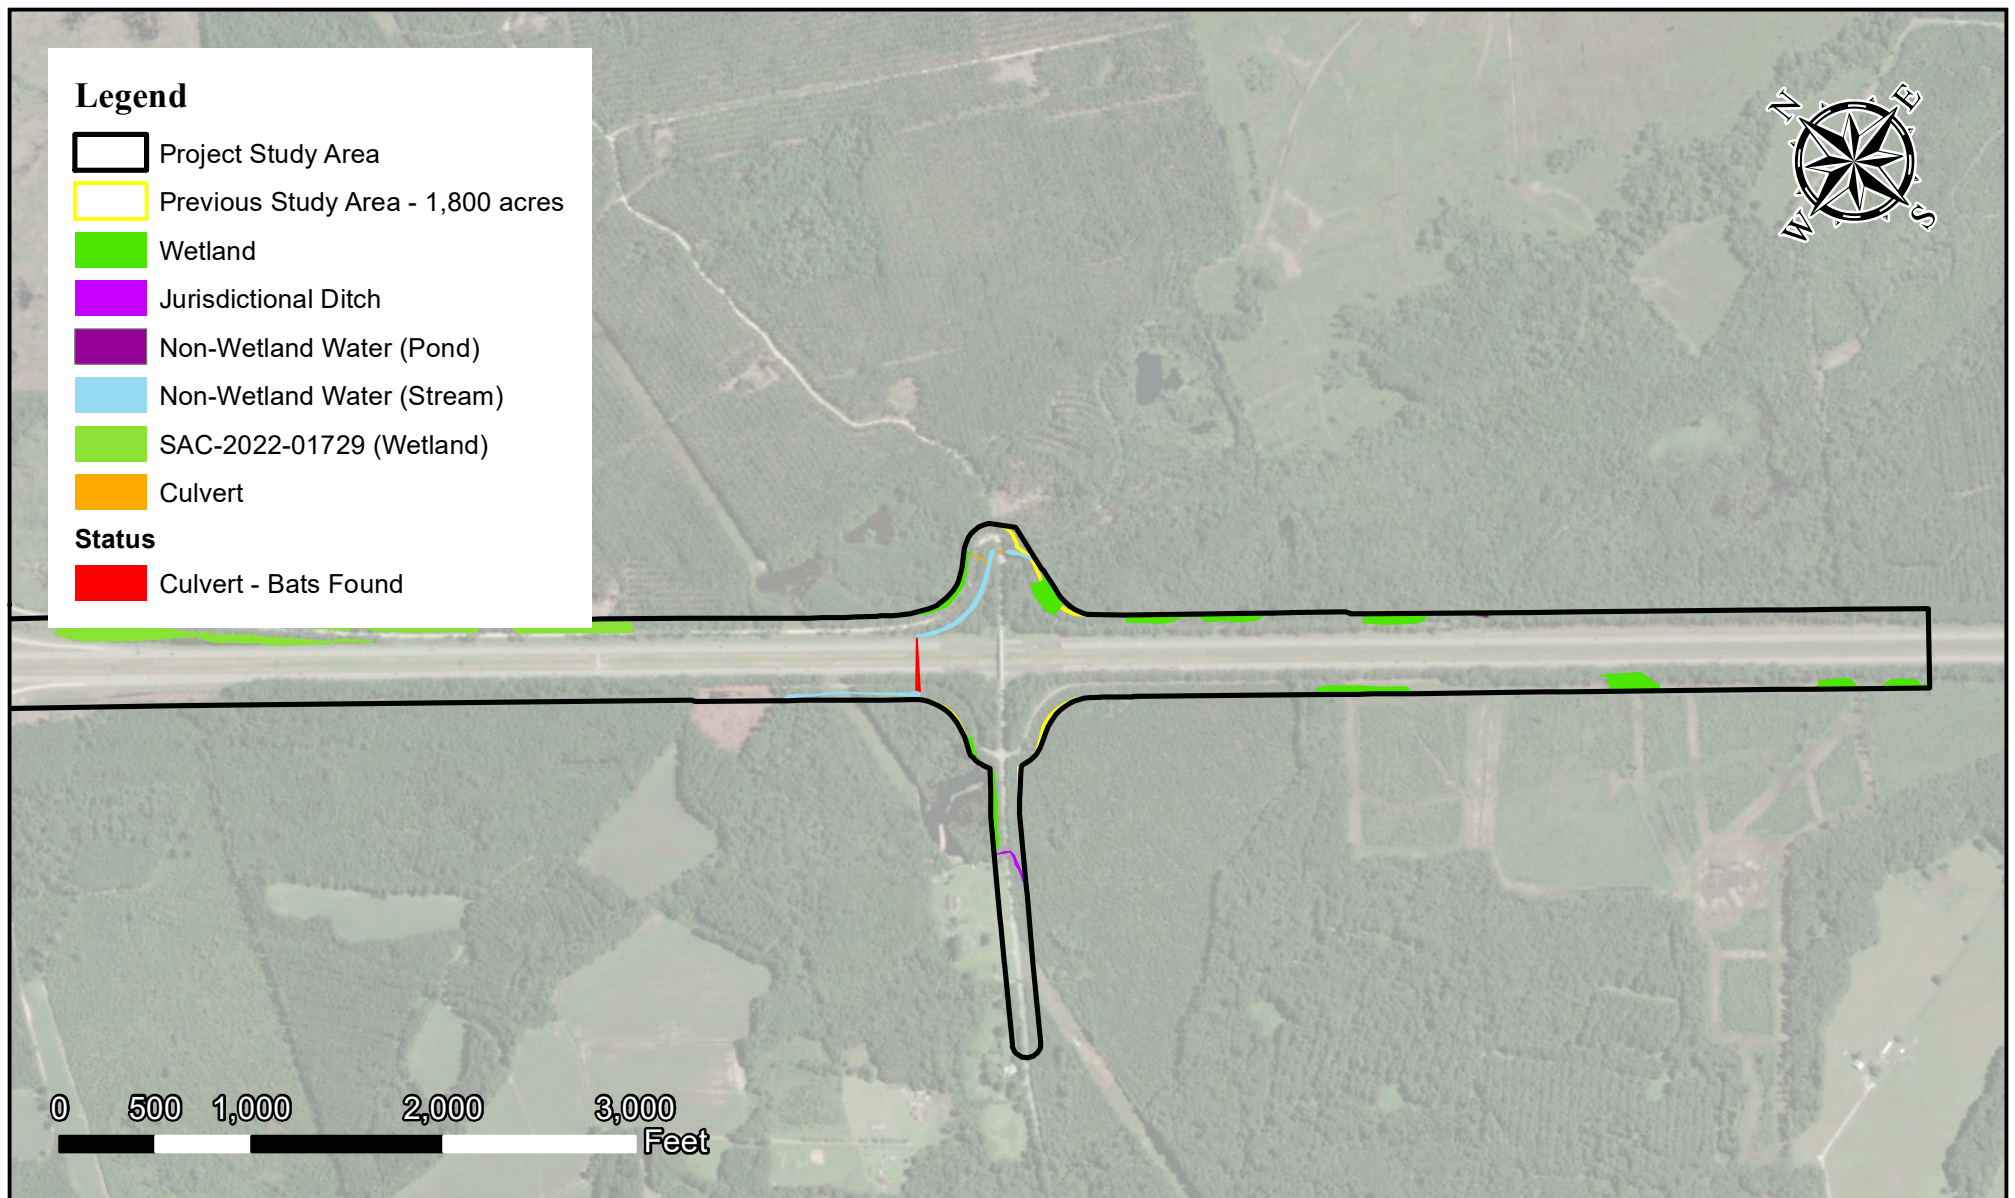 Legend
Project Study Area
Previous Study Area - 1,800 acres
Wetland
Jurisdictional Ditch
Non-Wetland Water (Pond)
Non-Wetland Water (Stream)
SAC-2022-01729 (Wetland)
Culvert
Status
Culvert - Bats Found
N
E
W
S
0 500 1,000 2,000 3,000
Feet